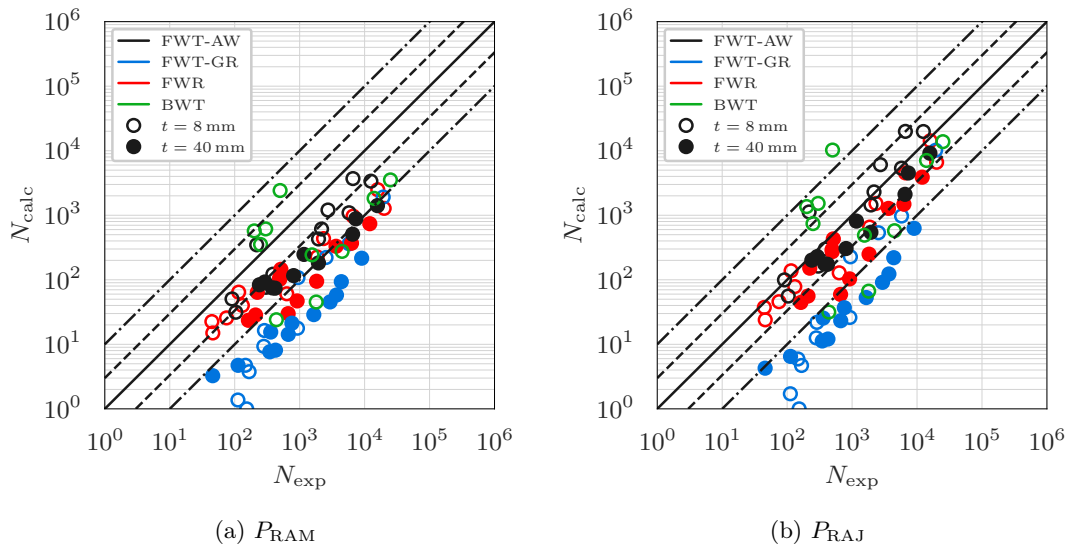 10^6
10^5
10^4
10^3
10^2
10^1
10^0
N_calc
FWT-AW
FWT-GR
FWR
BWT
t = 8 mm
t = 40 mm
10^0 10^1 10^2 10^3 10^4 10^5 10^6
N_exp
(a) P_RAM
10^6
10^5
10^4
10^3
10^2
10^1
10^0
N_calc
FWT-AW
FWT-GR
FWR
BWT
t = 8 mm
t = 40 mm
10^0 10^1 10^2 10^3 10^4 10^5 10^6
N_exp
(b) P_RAJ